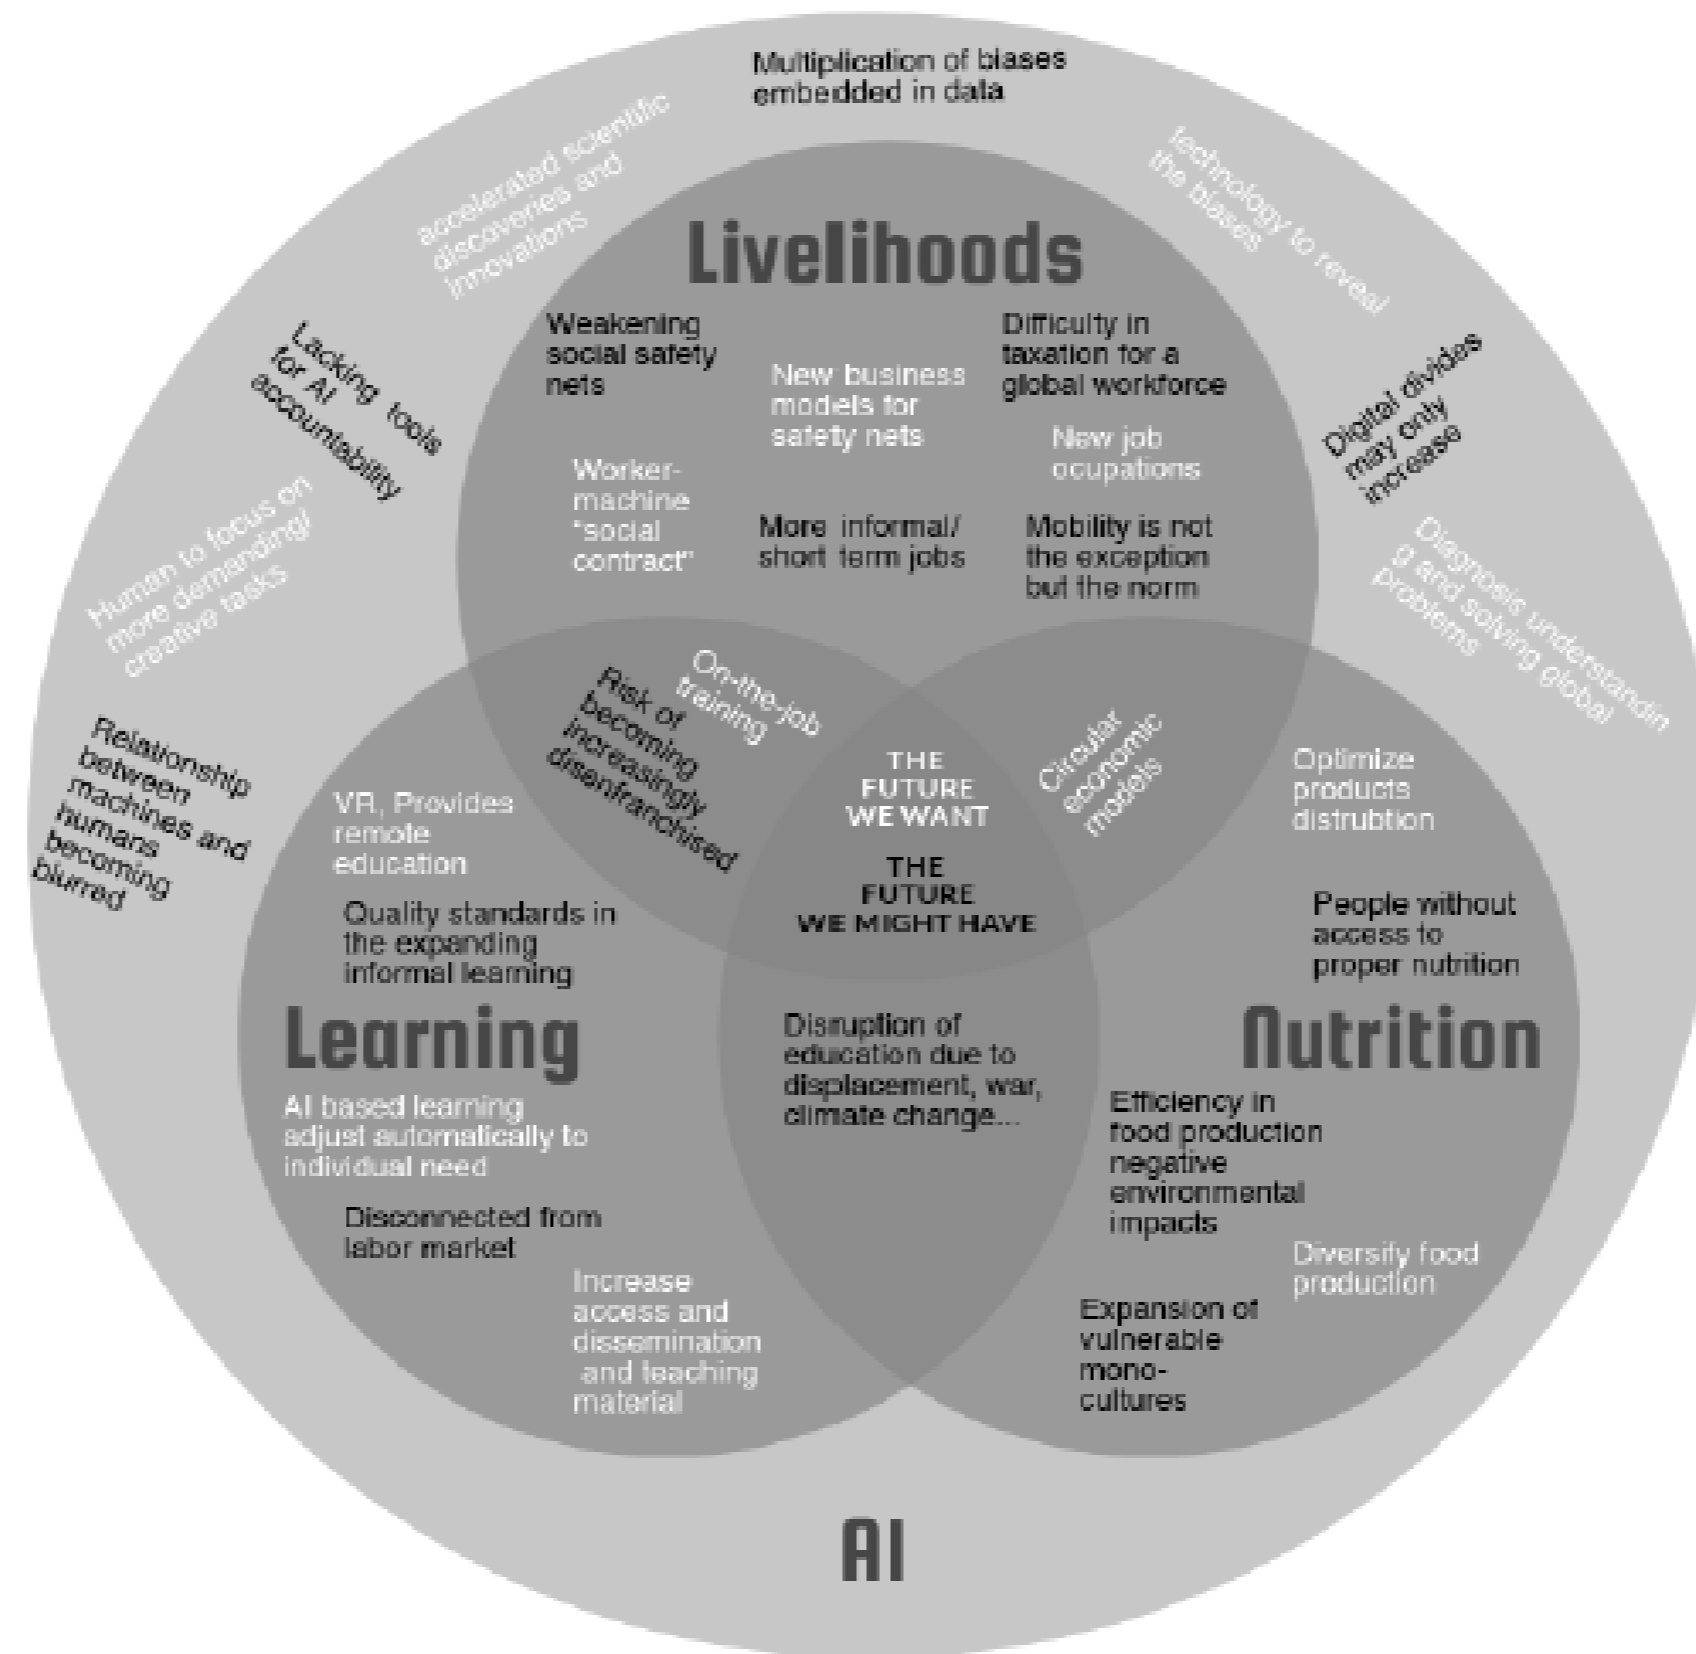 Multiplication of biases
embedded in data
accelerated scientific
discoveries and
innovations
technology to reveal
the biases
Livelihoods
Weakening
social safety
nets
New business
models for
safety nets
Difficulty in
taxation for a
global workforce
New job
ocupations
Worker-
machine
"social
contract"
More informal/
short term jobs
Mobility is not
the exception
but the norm
Lacking tools
for AI
accountability
Digital divides
may only
increase
Human to focus on
more demanding/
creative tasks
Diagnosis understandin
g and solving global
problems
Relationship
between
machines and
humans
becoming
blurred
On-the-job
training
Risk of
becoming
increasingly
disenfranchised
THE
FUTURE
WE WANT
THE
FUTURE
WE MIGHT HAVE
Circular
economic
models
VR, Provides
remote
education
Quality standards in
the expanding
informal learning
Learning
AI based learning
adjust automatically to
individual need
Disconnected from
labor market
Increase
access and
dissemination
and teaching
material
Disruption of
education due to
displacement, war,
climate change...
Optimize
products
distrubtion
People without
access to
proper nutrition
Nutrition
Efficiency in
food production
negative
environmental
impacts
Diversify food
production
Expansion of
vulnerable
mono-
cultures
AI